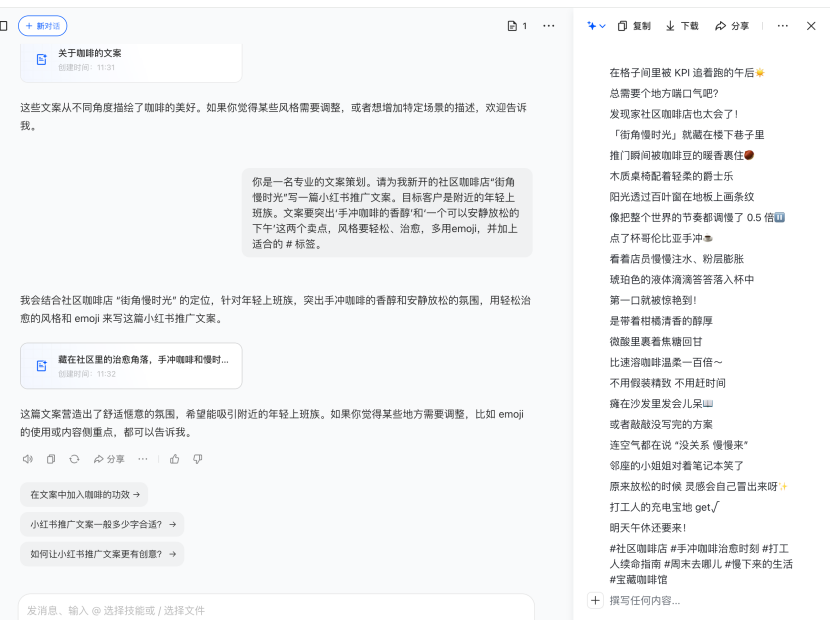 新对话
1
复制
下载
分享
关于咖啡的文案
创建时间：11:31
这些文案从不同角度描绘了咖啡的美好。如果你觉得某些风格需要调整，或者想增加特定场景的描述，欢迎告诉
我。
你是一名专业的文案策划。请为我新开的社区咖啡店“街角
慢时光”写一篇小红书推广文案。目标客户是附近的年轻上
班族。文案要突出‘手冲咖啡的香醇’和‘一个可以安静放松的
下午’这两个卖点，风格要轻松、治愈，多用emoji，并加上
适合的 # 标签。
我会结合社区咖啡店 “街角慢时光” 的定位，针对年轻上班族，突出手冲咖啡的香醇和安静放松的氛围，用轻松治
愈的风格和 emoji 来写这篇小红书推广文案。
藏在社区里的治愈角落，手冲咖啡和慢时...
创建时间：11:32
这篇文案营造出了舒适惬意的氛围，希望能吸引附近的年轻上班族。如果你觉得某些地方需要调整，比如 emoji
的使用或内容侧重点，都可以告诉我。
分享
在文案中加入咖啡的功效 →
小红书推广文案一般多少字合适？ →
如何让小红书推广文案更有创意？ →
发消息、输入 @ 选择技能或 / 选择文件
在格子间里被 KPI 追着跑的午后☀️
总需要个地方喘口气吧？
发现家社区咖啡店也太会了！
「街角慢时光」就藏在楼下巷子里
推门瞬间被咖啡豆的暖香裹住🌰
木质桌椅配着轻柔的爵士乐
阳光透过百叶窗在地板上画条纹
像把整个世界的节奏都调慢了 0.5 倍⏸️
点了杯哥伦比亚手冲☕
看着店员慢慢注水、粉层膨胀
琥珀色的液体滴滴答答落入杯中
第一口就被惊艳到！
是带着柑橘清香的醇厚
微酸里裹着焦糖回甘
比速溶咖啡温柔一百倍～
不用假装精致 不用赶时间
瘫在沙发里发会儿呆📖
或者敲敲没写完的方案
连空气都在说 “没关系 慢慢来”
邻座的小姐姐对着笔记本笑了
原来放松的时候 灵感会自己冒出来呀✨
打工人的充电宝地 get√
明天午休还要来！
#社区咖啡店 #手冲咖啡治愈时刻 #打工
人续命指南 #周末去哪儿 #慢下来的生活
#宝藏咖啡馆
撰写任何内容...